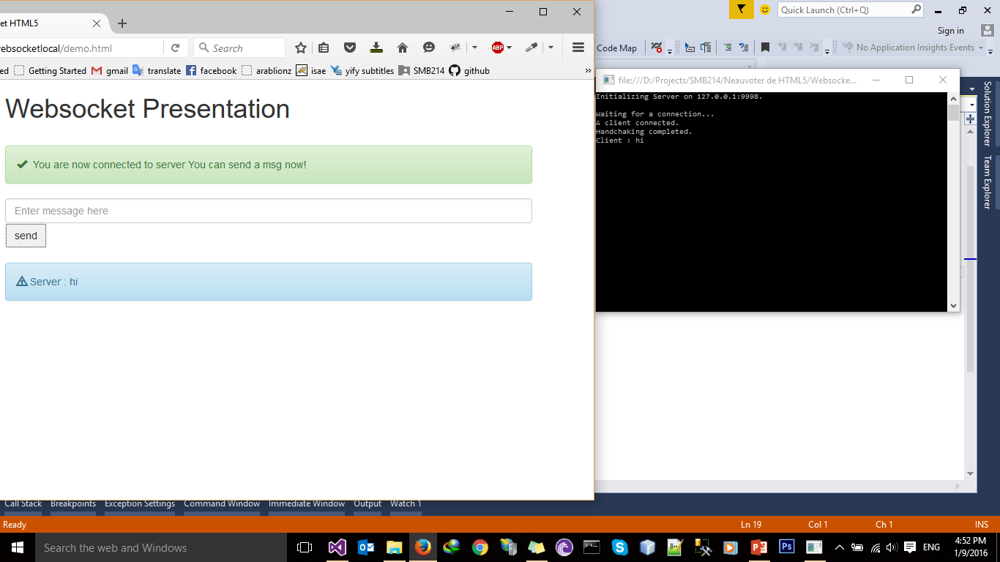 et HTML5
ebsocketlocal/demo.html
Search
ed Getting Started gmail translate facebook arablionz isae yify subtitles SMB214 github »
Websocket Presentation
You are now connected to server You can send a msg now!
Enter message here
send
Server : hi
Quick Launch (Ctrl+Q)
Sign in
Code Map
No Application Insights Events
file:///D:/Projects/SMB214/Neauvoter de HTML5/Websocke...
Initializing Server on 127.0.0.1:9998.
Waiting for a connection...
A client connected.
Handchaking completed.
Client : hi
Solution Explorer
Team Explorer
Call Stack Breakpoints Exception Settings Command Window Immediate Window Output Watch 1
Ready Ln 19 Col 1 Ch 1 INS
Search the web and Windows
ENG
4:52 PM
1/9/2016